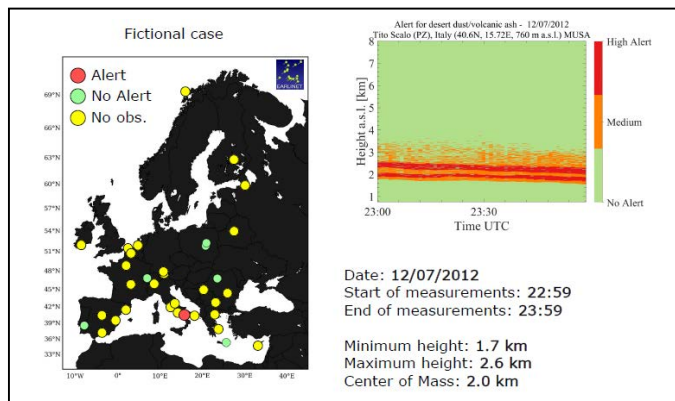 Fictional case
Alert
No Alert
No obs.
EARLINET
69°N
63°N
60°N
57°N
54°N
51°N
48°N
45°N
42°N
39°N
36°N
33°N
10°W
0°
10°E
20°E
30°E
40°E
Alert for desert dust/volcanic ash - 12/07/2012
Tito Scalo (PZ), Italy (40.6N, 15.72E, 760 m a.s.l.) MUSA
Height a.s.l. [km]
8
7
6
5
4
3
2
1
23:00
23:30
Time UTC
High Alert
Medium
No Alert
Date: 12/07/2012
Start of measurements: 22:59
End of measurements: 23:59
Minimum height: 1.7 km
Maximum height: 2.6 km
Center of Mass: 2.0 km